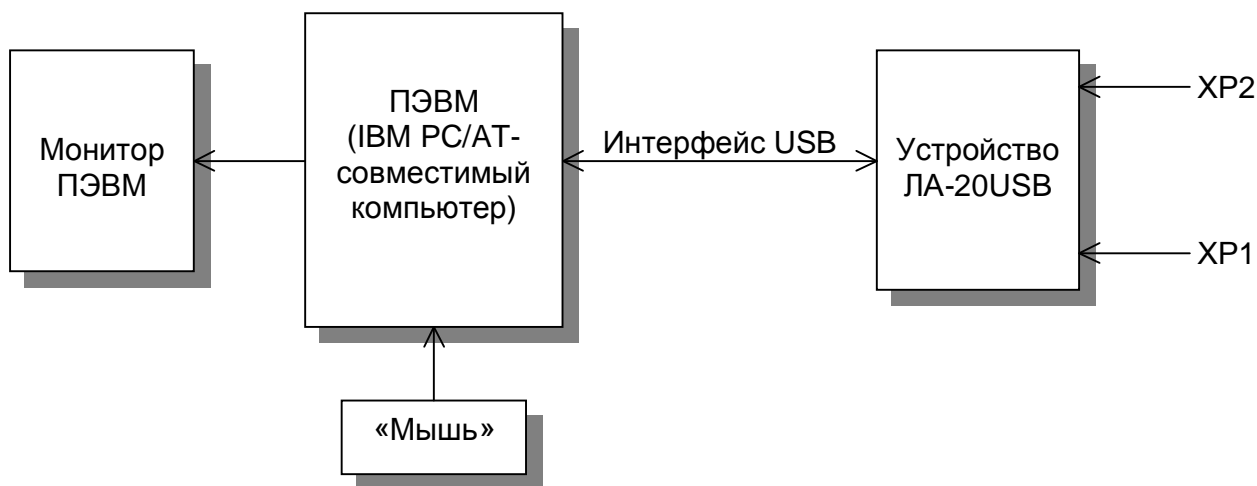 Монитор
ПЭВМ
ПЭВМ
(IBM PC/AT-
совместимый
компьютер)
Интерфейс USB
Устройство
ЛА-20USB
XP2
XP1
«Мышь»